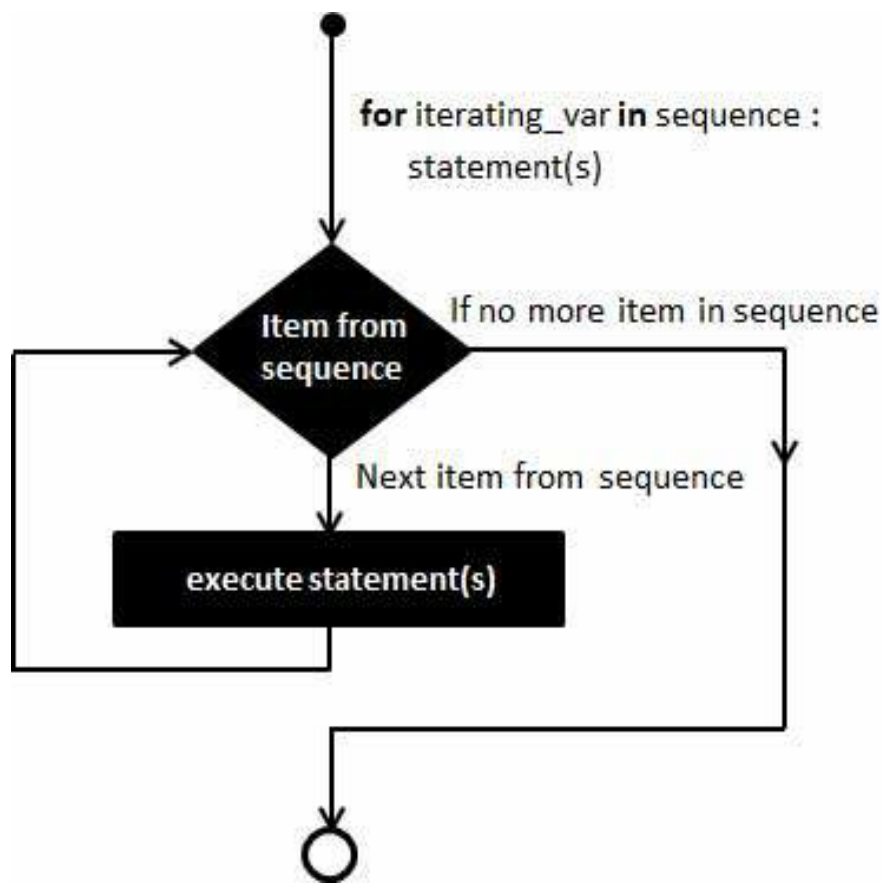 for iterating_var in sequence :
statement(s)
If no more item in sequence
Item from
sequence
Next item from sequence
execute statement(s)